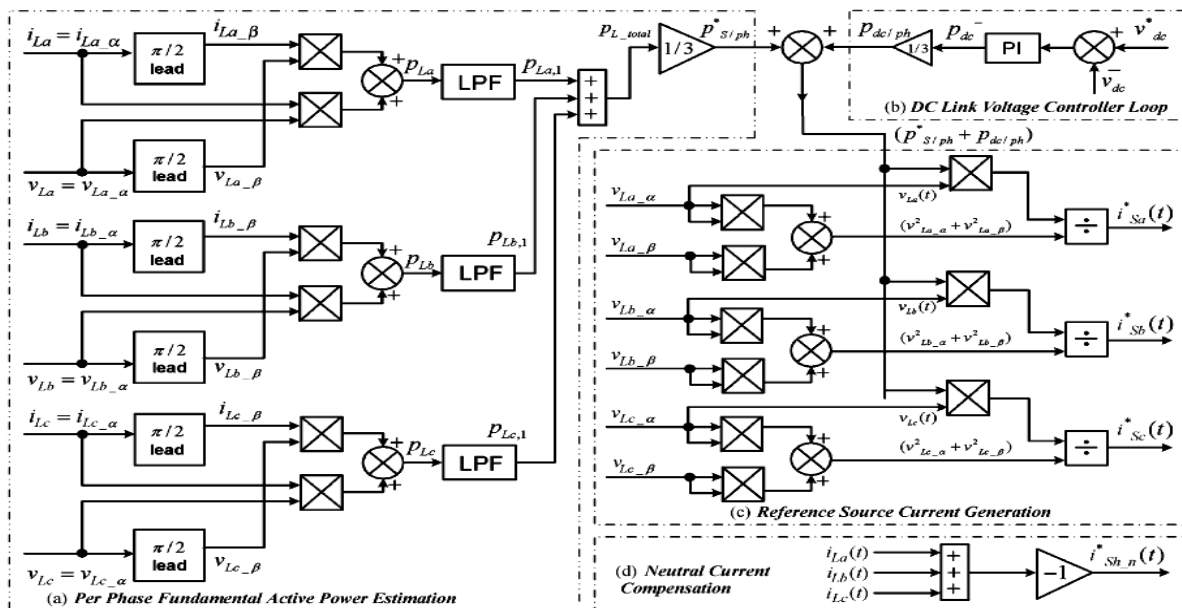 i_La = i_La_α
π/2 lead
i_La_β
v_La = v_La_α
π/2 lead
v_La_β
+
+
p_La
LPF
p_La,1
i_Lb = i_Lb_α
π/2 lead
i_Lb_β
v_Lb = v_Lb_α
π/2 lead
v_Lb_β
+
+
p_Lb
LPF
p_Lb,1
i_Lc = i_Lc_α
π/2 lead
i_Lc_β
v_Lc = v_Lc_α
π/2 lead
v_Lc_β
+
+
p_Lc
LPF
p_Lc,1
+
+
+
p_L_total
1/3
p*_S/ph
(a) Per Phase Fundamental Active Power Estimation
+
+
p_dc/ph
1/3
p_dc¯
PI
+
v*_dc
−
v_dc
(b) DC Link Voltage Controller Loop
(p*_S/ph + p_dc/ph)
v_La_α
v_La_β
+
+
v_La(t)
(v²_La_α + v²_La_β)
÷
i*_Sa(t)
v_Lb_α
v_Lb_β
+
+
v_Lb(t)
(v²_Lb_α + v²_Lb_β)
÷
i*_Sb(t)
v_Lc_α
v_Lc_β
+
+
v_Lc(t)
(v²_Lc_α + v²_Lc_β)
÷
i*_Sc(t)
(c) Reference Source Current Generation
(d) Neutral Current
Compensation
i_La(t)
i_Lb(t)
i_Lc(t)
+
+
+
−1
i*_Sh_n(t)